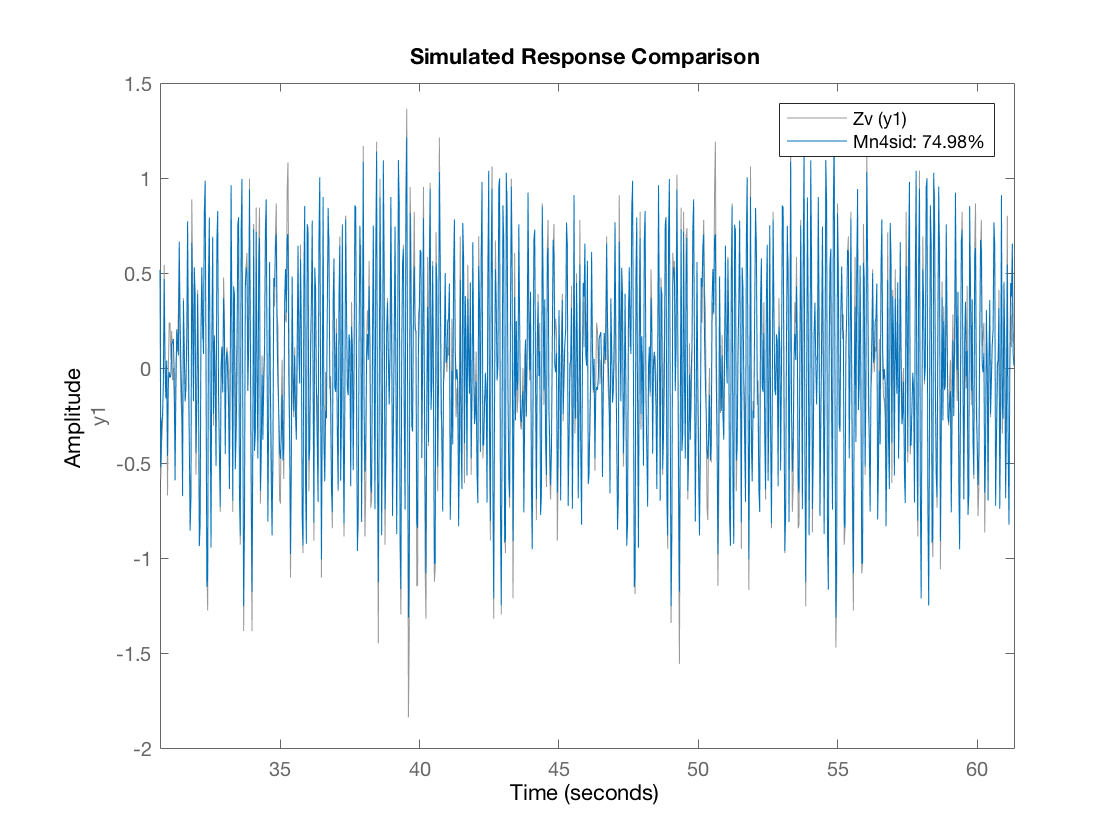 Simulated Response Comparison
1.5
1
0.5
0
-0.5
-1
-1.5
-2
Amplitude
y1
Zv (y1)
Mn4sid: 74.98%
35
40
45
50
55
60
Time (seconds)